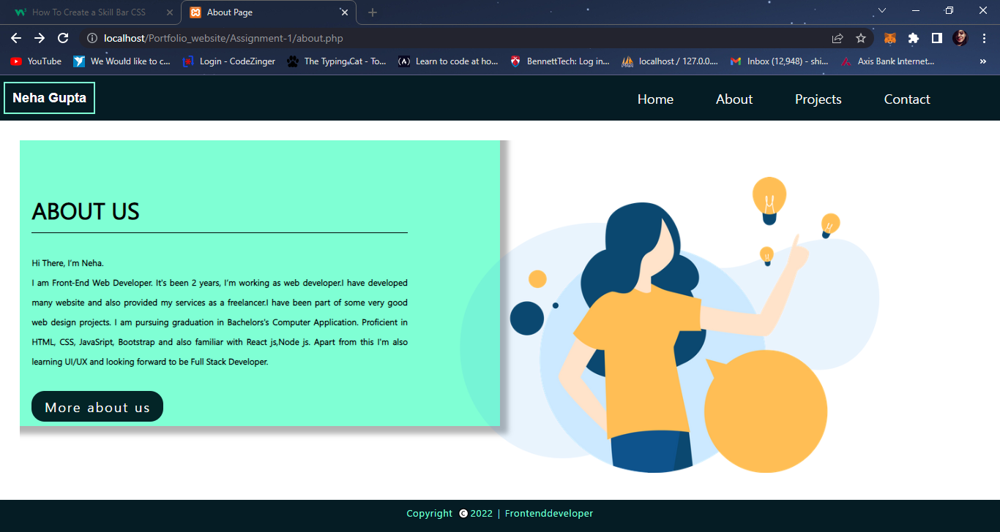 How To Create a Skill Bar CSS
About Page
localhost/Portfolio_website/Assignment-1/about.php
YouTube
We Would like to c...
Login - CodeZinger
The Typing Cat - To...
Learn to code at ho...
BennettTech: Log in...
localhost / 127.0.0....
Inbox (12,948) - shi...
Axis Bank Internet...
»
Neha Gupta
Home
About
Projects
Contact
ABOUT US
Hi There, I'm Neha.
I am Front-End Web Developer. It's been 2 years, I'm working as web developer.I have developed
many website and also provided my services as a freelancer.I have been part of some very good
web design projects. I am pursuing graduation in Bachelors's Computer Application. Proficient in
HTML, CSS, JavaSript, Bootstrap and also familiar with React js,Node js. Apart from this I'm also
learning UI/UX and looking forward to be Full Stack Developer.
More about us
Copyright © 2022 | Frontenddeveloper